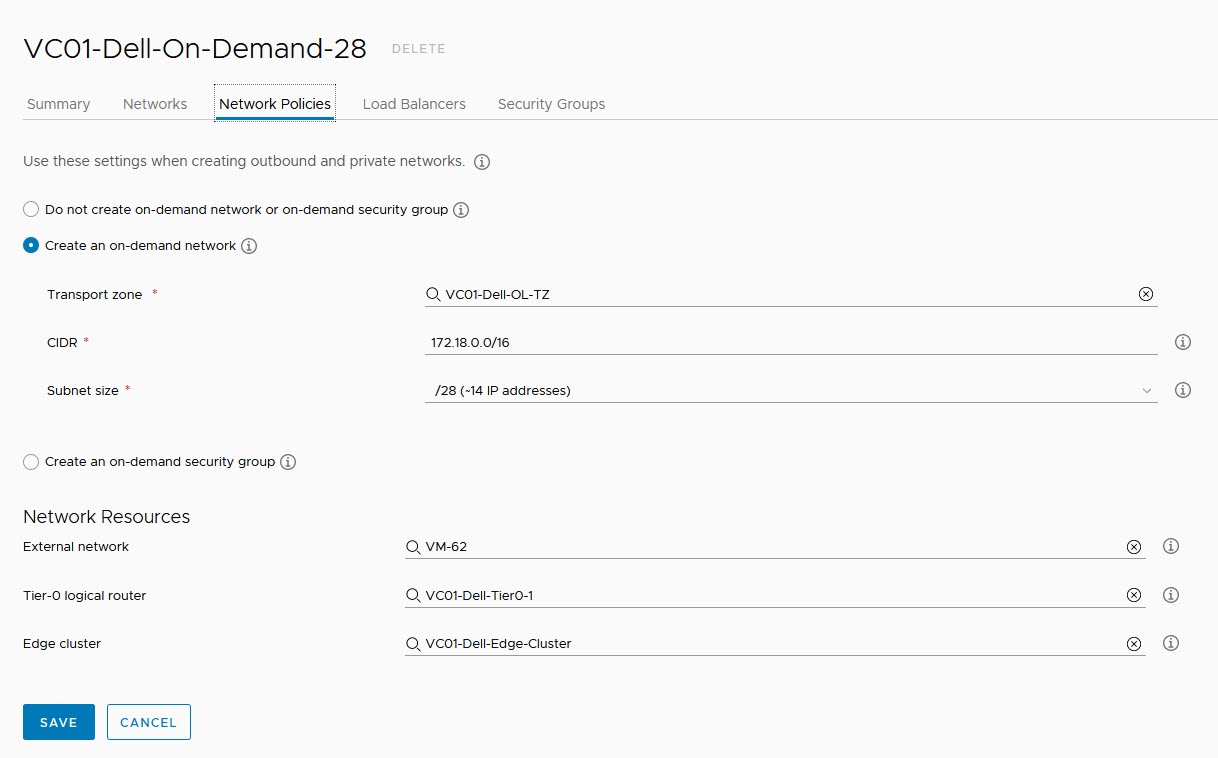 VC01-Dell-On-Demand-28 DELETE
Summary Networks Network Policies Load Balancers Security Groups
Use these settings when creating outbound and private networks.
Do not create on-demand network or on-demand security group
Create an on-demand network
Transport zone * VC01-Dell-OL-TZ
CIDR * 172.18.0.0/16
Subnet size * /28 (~14 IP addresses)
Create an on-demand security group
Network Resources
External network VM-62
Tier-0 logical router VC01-Dell-Tier0-1
Edge cluster VC01-Dell-Edge-Cluster
SAVE CANCEL